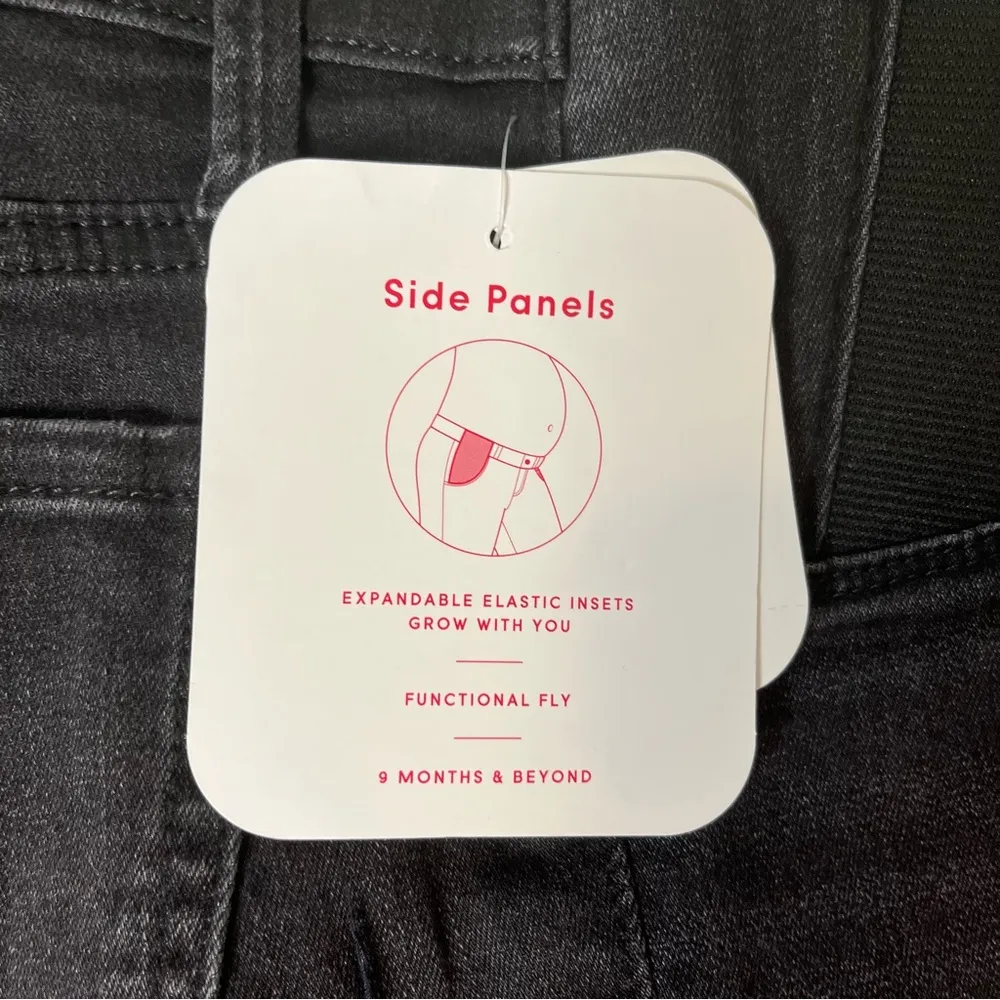 Side Panels
EXPANDABLE ELASTIC INSETS
GROW WITH YOU
FUNCTIONAL FLY
9 MONTHS & BEYOND